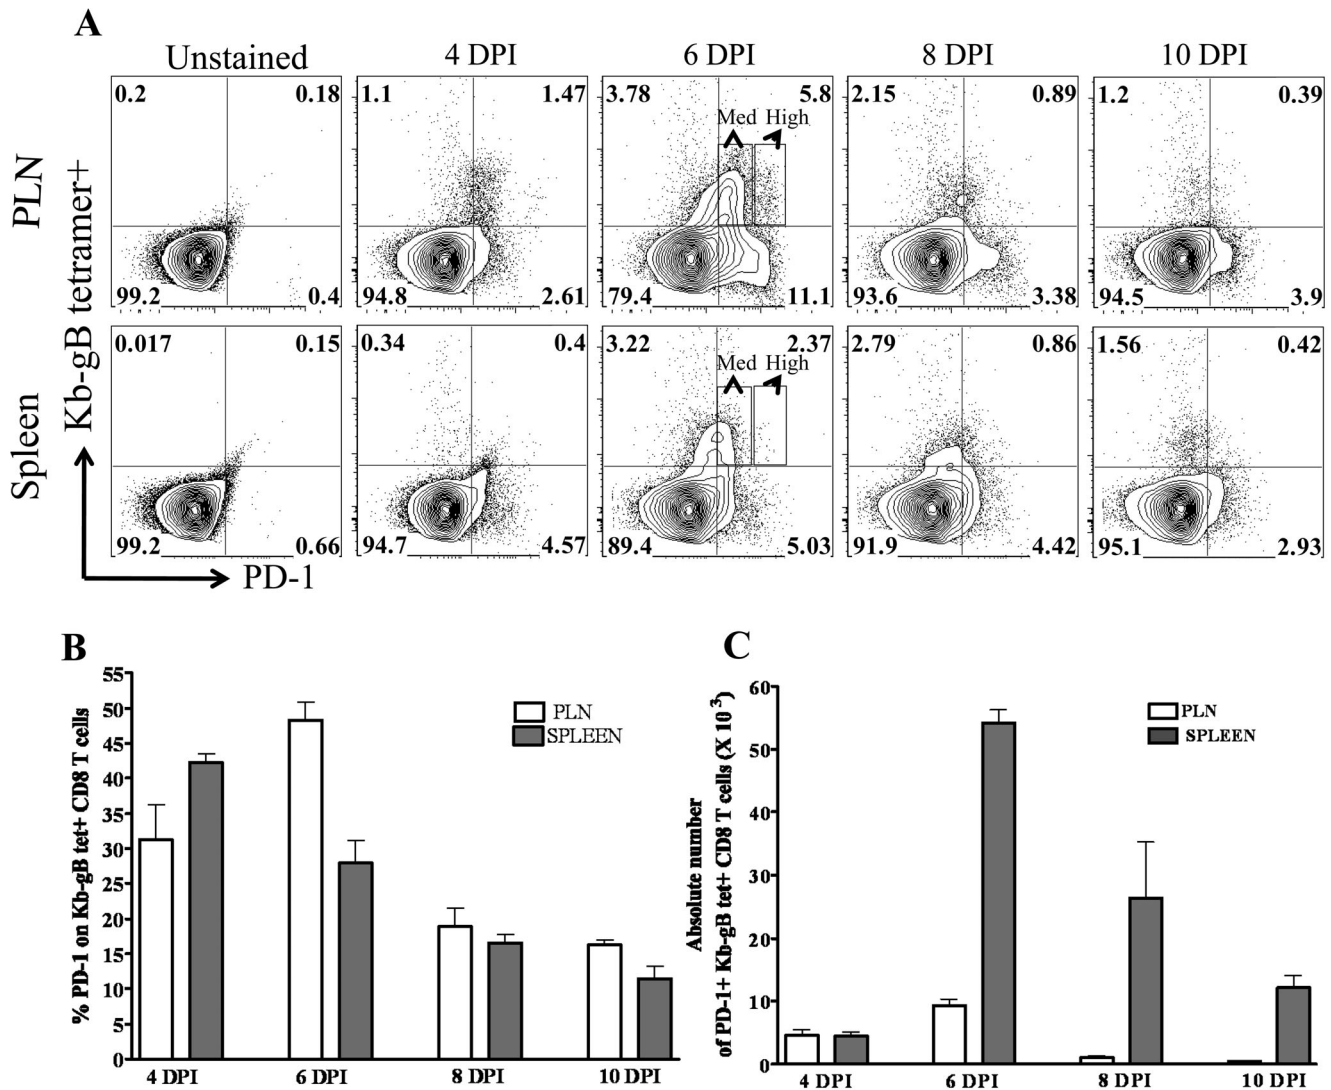 A
Unstained 4 DPI 6 DPI 8 DPI 10 DPI
PLN
0.2 0.18
99.2 0.4
1.1 1.47
94.8 2.61
3.78 5.8
Med High
79.4 11.1
2.15 0.89
93.6 3.38
1.2 0.39
94.5 3.9
Spleen
0.017 0.15
99.2 0.66
0.34 0.4
94.7 4.57
3.22 2.37
Med High
89.4 5.03
2.79 0.86
91.9 4.42
1.56 0.42
95.1 2.93
Kb-gB tetramer+
PD-1
B
% PD-1 on Kb-gB tet+ CD8 T cells
55
50
45
40
35
30
25
20
15
10
5
0
PLN
SPLEEN
4 DPI 6 DPI 8 DPI 10 DPI
C
Absolute number
of PD-1+ Kb-gB tet+ CD8 T cells (X 10 3)
60
50
40
30
20
10
0
PLN
SPLEEN
4 DPI 6 DPI 8 DPI 10 DPI